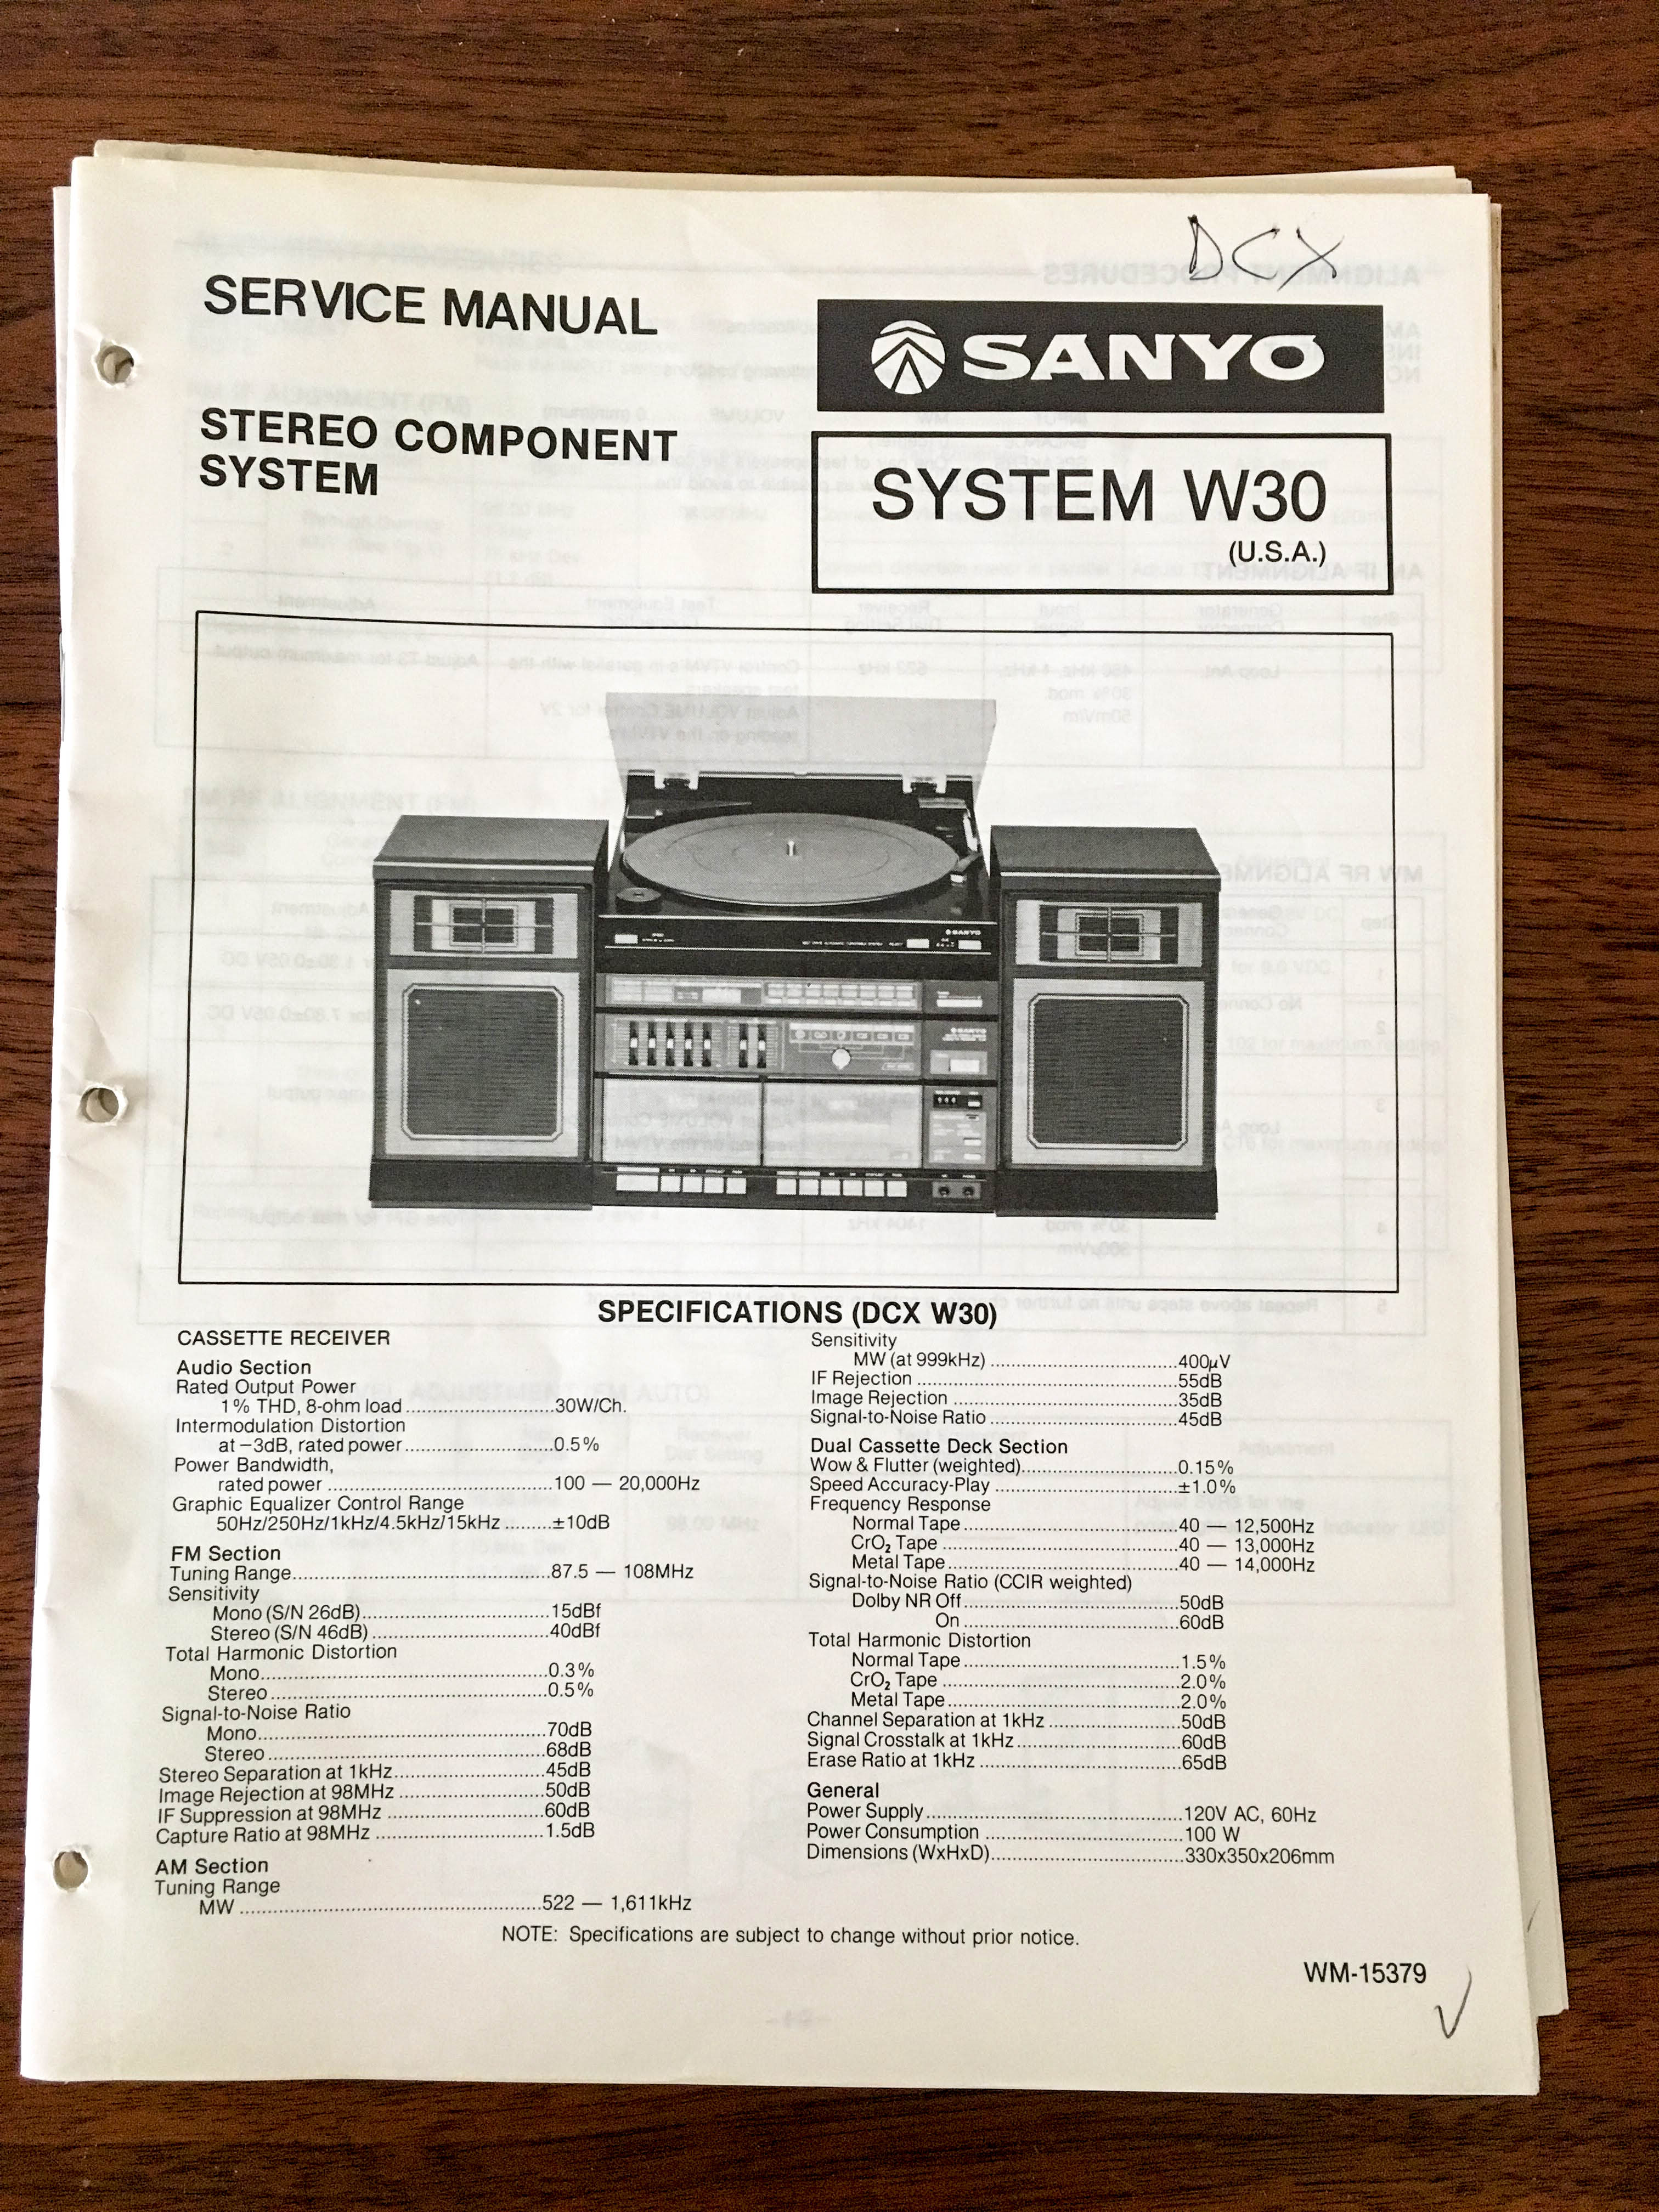 DCX
SERVICE MANUAL
SANYO
STEREO COMPONENT
SYSTEM
SYSTEM W30
(U.S.A.)
SANYO
SANYO
SPECIFICATIONS (DCX W30)
CASSETTE RECEIVER
Audio Section
Rated Output Power
1% THD, 8-ohm load ..........30W/Ch.
Intermodulation Distortion
at −3dB, rated power ..........0.5%
Power Bandwidth,
rated power ..........100 — 20,000Hz
Graphic Equalizer Control Range
50Hz/250Hz/1kHz/4.5kHz/15kHz ..........±10dB
FM Section
Tuning Range..........87.5 — 108MHz
Sensitivity
Mono (S/N 26dB)..........15dBf
Stereo (S/N 46dB)..........40dBf
Total Harmonic Distortion
Mono..........0.3%
Stereo..........0.5%
Signal-to-Noise Ratio
Mono..........70dB
Stereo..........68dB
Stereo Separation at 1kHz..........45dB
Image Rejection at 98MHz..........50dB
IF Suppression at 98MHz..........60dB
Capture Ratio at 98MHz..........1.5dB
AM Section
Tuning Range
MW..........522 — 1,611kHz
Sensitivity
MW (at 999kHz)..........400µV
IF Rejection..........55dB
Image Rejection..........35dB
Signal-to-Noise Ratio..........45dB
Dual Cassette Deck Section
Wow & Flutter (weighted)..........0.15%
Speed Accuracy-Play..........±1.0%
Frequency Response
Normal Tape..........40 — 12,500Hz
CrO₂ Tape..........40 — 13,000Hz
Metal Tape..........40 — 14,000Hz
Signal-to-Noise Ratio (CCIR weighted)
Dolby NR Off..........50dB
On..........60dB
Total Harmonic Distortion
Normal Tape..........1.5%
CrO₂ Tape..........2.0%
Metal Tape..........2.0%
Channel Separation at 1kHz..........50dB
Signal Crosstalk at 1kHz..........60dB
Erase Ratio at 1kHz..........65dB
General
Power Supply..........120V AC, 60Hz
Power Consumption..........100 W
Dimensions (WxHxD)..........330x350x206mm
NOTE: Specifications are subject to change without prior notice.
WM-15379